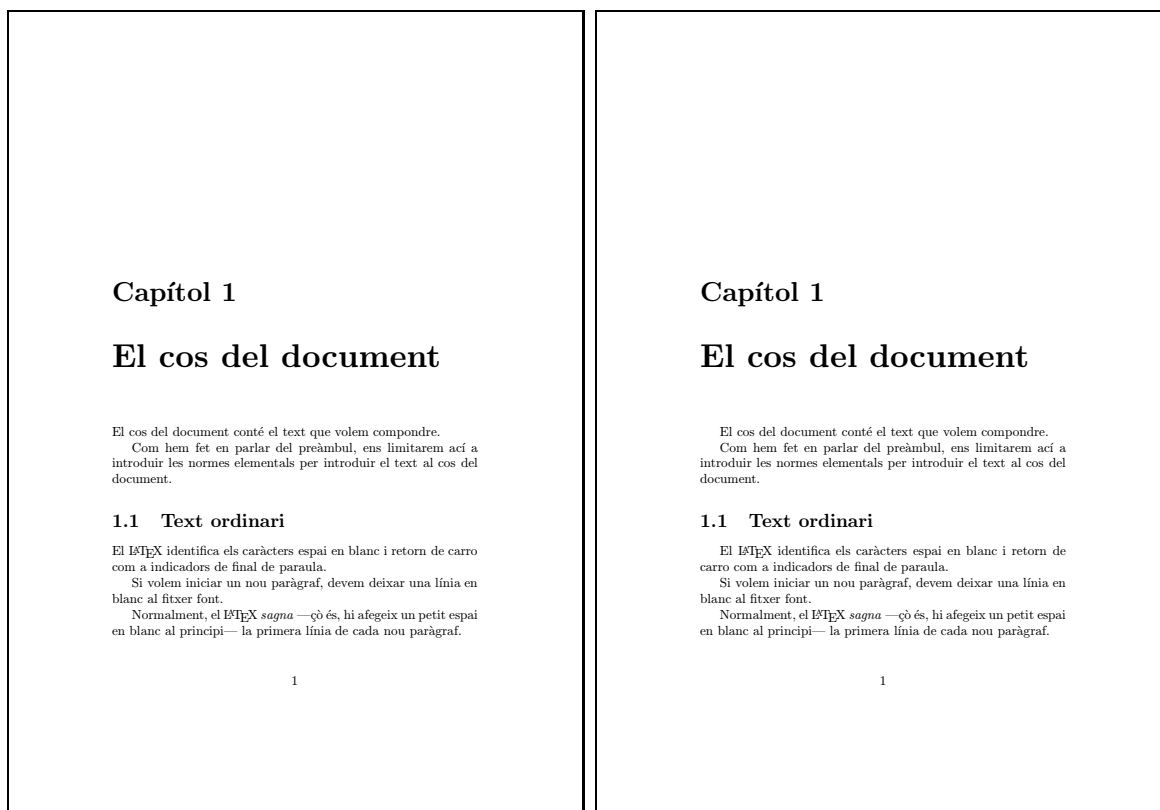 Capítol 1
El cos del document
El cos del document conté el text que volem compondre.
Com hem fet en parlar del preàmbul, ens limitarem ací a
introduir les normes elementals per introduir el text al cos del
document.
1.1 Text ordinari
El LATEX identifica els caràcters espai en blanc i retorn de carro
com a indicadors de final de paraula.
Si volem iniciar un nou paràgraf, devem deixar una línia en
blanc al fitxer font.
Normalment, el LATEX sagna —çò és, hi afegeix un petit espai
en blanc al principi— la primera línia de cada nou paràgraf.
1
Capítol 1
El cos del document
El cos del document conté el text que volem compondre.
Com hem fet en parlar del preàmbul, ens limitarem ací a
introduir les normes elementals per introduir el text al cos del
document.
1.1 Text ordinari
El LATEX identifica els caràcters espai en blanc i retorn de
carro com a indicadors de final de paraula.
Si volem iniciar un nou paràgraf, devem deixar una línia en
blanc al fitxer font.
Normalment, el LATEX sagna —çò és, hi afegeix un petit espai
en blanc al principi— la primera línia de cada nou paràgraf.
1